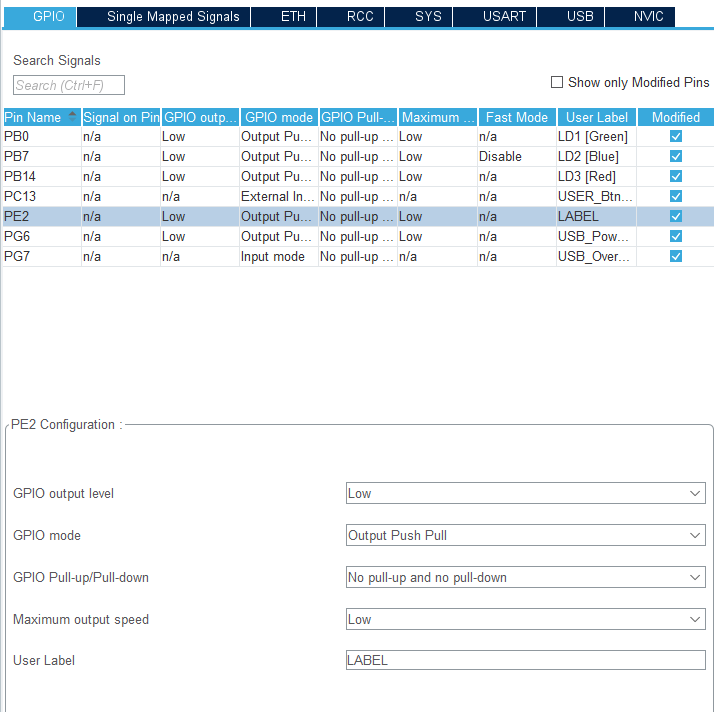 GPIO Single Mapped Signals ETH RCC SYS USART USB NVIC
Search Signals
Search (Ctrl+F)
Show only Modified Pins
Pin Name Signal on Pin GPIO outp... GPIO mode GPIO Pull-... Maximum ... Fast Mode User Label Modified
PB0 n/a Low Output Pu... No pull-up ... Low n/a LD1 [Green]
PB7 n/a Low Output Pu... No pull-up ... Low Disable LD2 [Blue]
PB14 n/a Low Output Pu... No pull-up ... Low n/a LD3 [Red]
PC13 n/a n/a External In... No pull-up ... n/a n/a USER_Btn...
PE2 n/a Low Output Pu... No pull-up ... Low n/a LABEL
PG6 n/a Low Output Pu... No pull-up ... Low n/a USB_Pow...
PG7 n/a n/a Input mode No pull-up ... n/a n/a USB_Over...
PE2 Configuration :
GPIO output level Low
GPIO mode Output Push Pull
GPIO Pull-up/Pull-down No pull-up and no pull-down
Maximum output speed Low
User Label LABEL